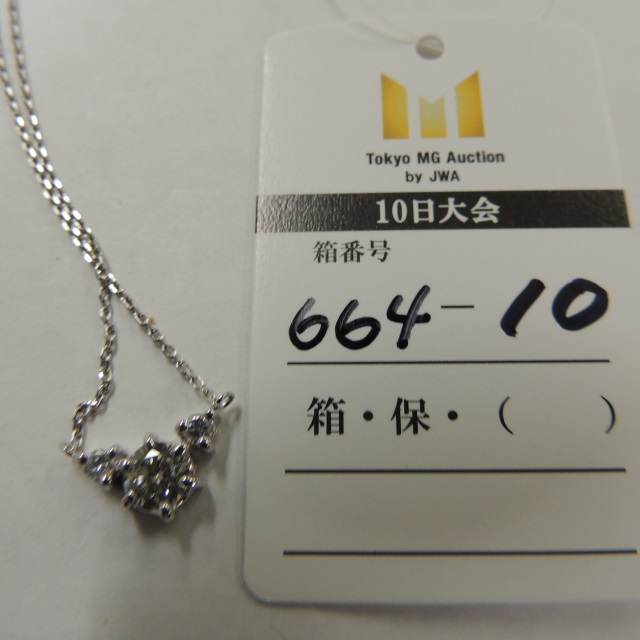 Tokyo MG Auction
by JWA
10日大会
箱番号
664-10
箱・保・（　　）